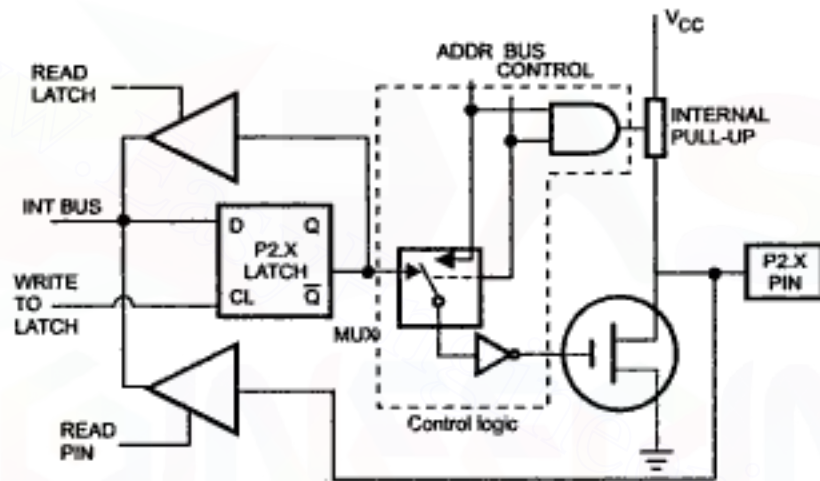 V_CC
ADDR BUS
CONTROL
READ
LATCH
INTERNAL
PULL-UP
INT BUS
D Q
P2.X
LATCH
CL Q̅
WRITE
TO
LATCH
MUX
P2.X
PIN
READ
PIN
Control logic